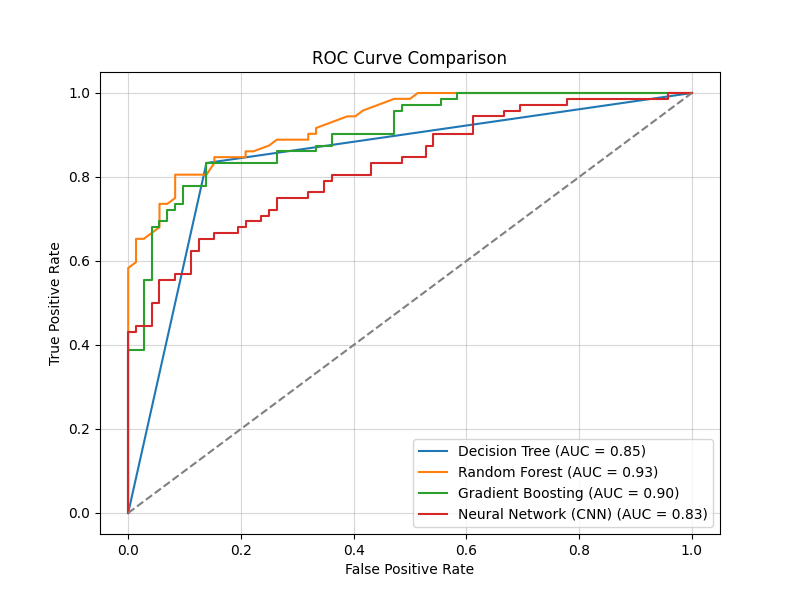 ROC Curve Comparison
True Positive Rate
1.0
0.8
0.6
0.4
0.2
0.0
Decision Tree (AUC = 0.85)
Random Forest (AUC = 0.93)
Gradient Boosting (AUC = 0.90)
Neural Network (CNN) (AUC = 0.83)
0.0 0.2 0.4 0.6 0.8 1.0
False Positive Rate